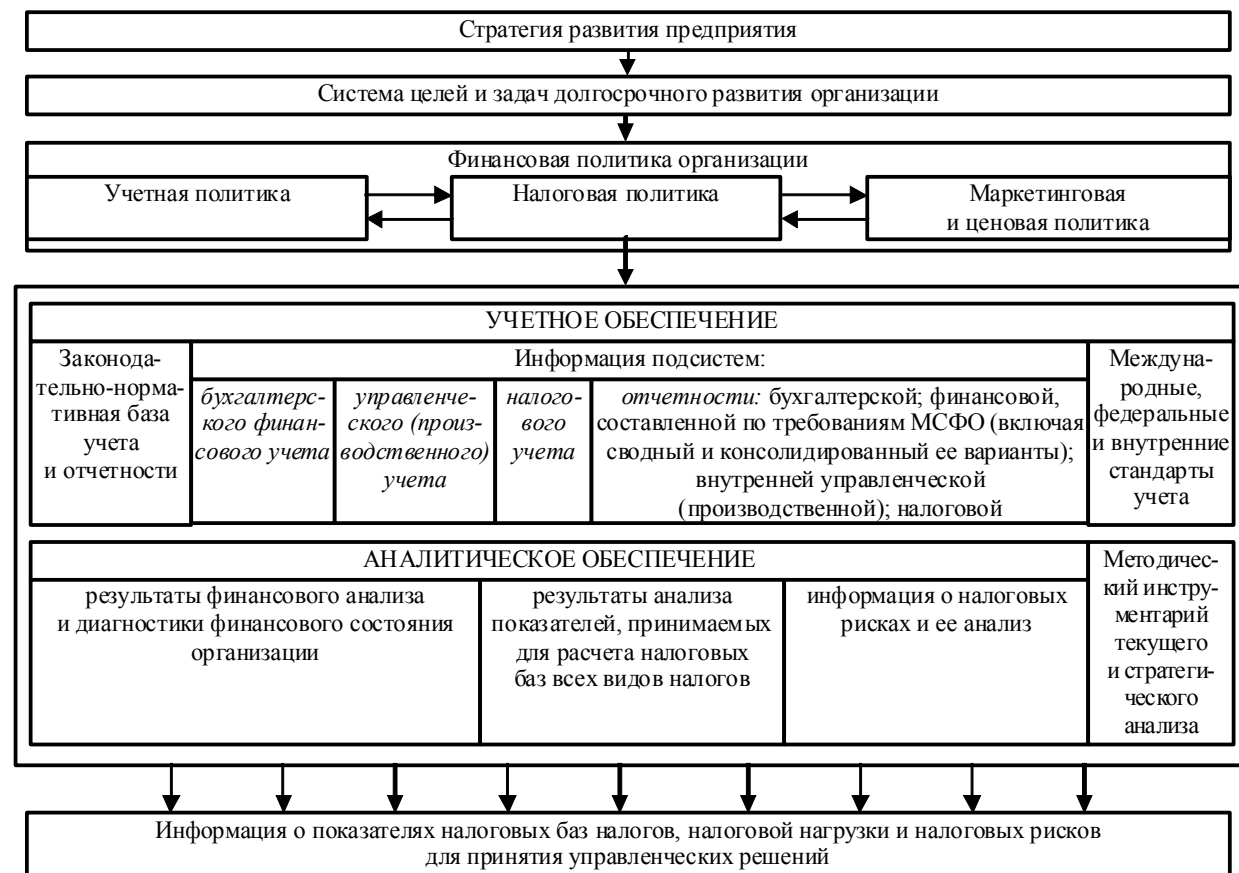 Стратегия развития предприятия
Система целей и задач долгосрочного развития организации
Финансовая политика организации
Учетная политика
Налоговая политика
Маркетинговая
и ценовая политика
УЧЕТНОЕ ОБЕСПЕЧЕНИЕ
Законода-
тельно-норма-
тивная база
учета
и отчетности
Информация подсистем:
бухгалтерс-
кого финан-
сового учета
управленче-
ского (произ-
водственного)
учета
налого-
вого
учета
отчетности: бухгалтерской; финансовой,
составленной по требованиям МСФО (включая
сводный и консолидированный ее варианты);
внутренней управленческой
(производственной); налоговой
Междуна-
родные,
федеральные
и внутренние
стандарты
учета
АНАЛИТИЧЕСКОЕ ОБЕСПЕЧЕНИЕ
результаты финансового анализа
и диагностики финансового состояния
организации
результаты анализа
показателей, принимаемых
для расчета налоговых
баз всех видов налогов
информация о налоговых
рисках и ее анализ
Методичес-
кий инстру-
ментарий
текущего
и стратеги-
ческого
анализа
Информация о показателях налоговых баз налогов, налоговой нагрузки и налоговых рисков
для принятия управленческих решений